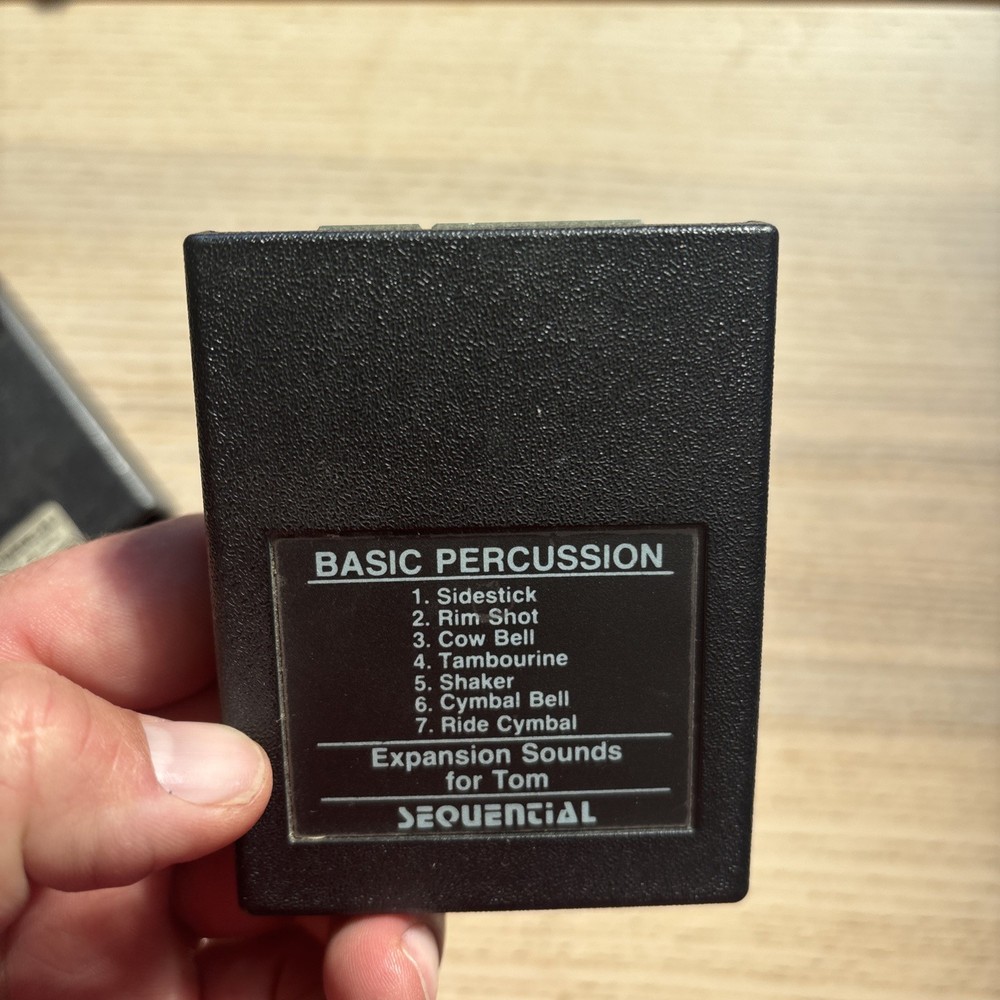 BASIC PERCUSSION
1. Sidestick
2. Rim Shot
3. Cow Bell
4. Tambourine
5. Shaker
6. Cymbal Bell
7. Ride Cymbal
Expansion Sounds
for Tom
SEQUENTiAL